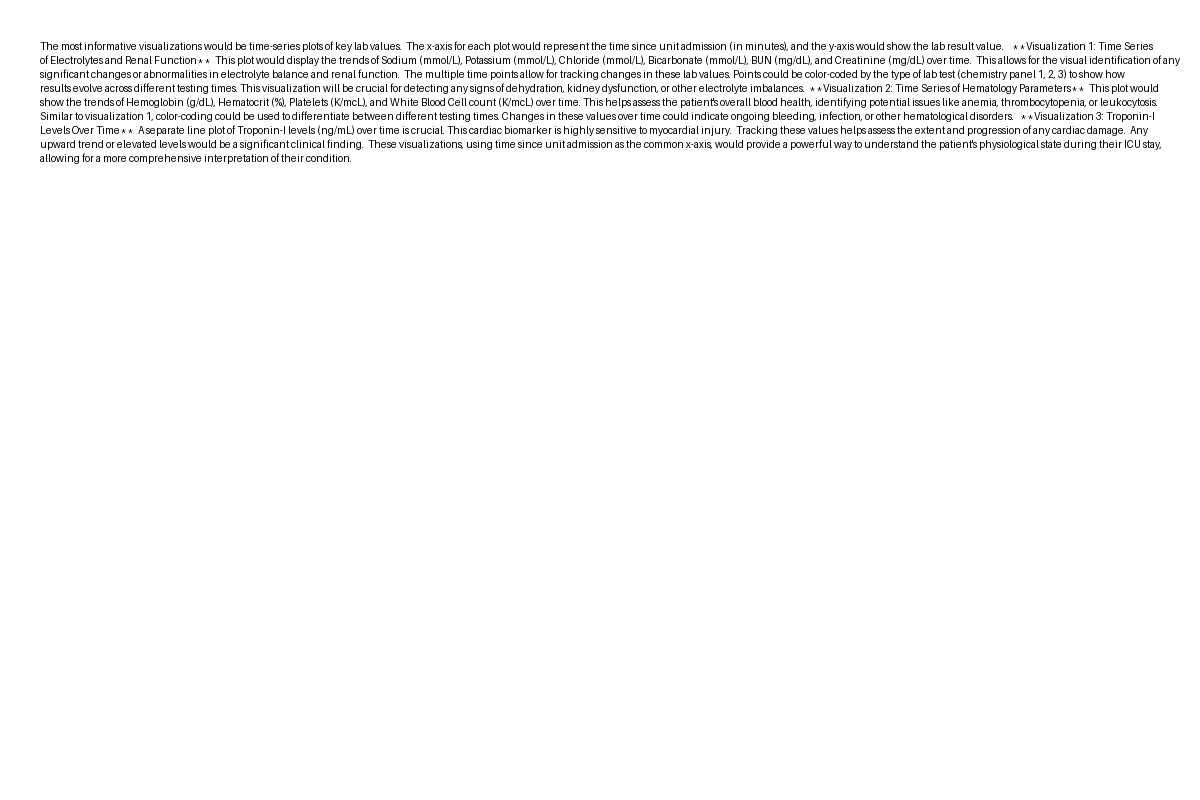 The most informative visualizations would be time-series plots of key lab values.  The x-axis for each plot would represent the time since unit admission (in minutes), and the y-axis would show the lab result value.    **Visualization 1: Time Series
of Electrolytes and Renal Function**  This plot would display the trends of Sodium (mmol/L), Potassium (mmol/L), Chloride (mmol/L), Bicarbonate (mmol/L), BUN (mg/dL), and Creatinine (mg/dL) over time.  This allows for the visual identification of any
significant changes or abnormalities in electrolyte balance and renal function.  The multiple time points allow for tracking changes in these lab values. Points could be color-coded by the type of lab test (chemistry panel 1, 2, 3) to show how
results evolve across different testing times. This visualization will be crucial for detecting any signs of dehydration, kidney dysfunction, or other electrolyte imbalances.  **Visualization 2: Time Series of Hematology Parameters**  This plot would
show the trends of Hemoglobin (g/dL), Hematocrit (%), Platelets (K/mcL), and White Blood Cell count (K/mcL) over time. This helps assess the patient's overall blood health, identifying potential issues like anemia, thrombocytopenia, or leukocytosis.
Similar to visualization 1, color-coding could be used to differentiate between different testing times. Changes in these values over time could indicate ongoing bleeding, infection, or other hematological disorders.   **Visualization 3: Troponin-I
Levels Over Time**  A separate line plot of Troponin-I levels (ng/mL) over time is crucial. This cardiac biomarker is highly sensitive to myocardial injury.  Tracking these values helps assess the extent and progression of any cardiac damage.  Any
upward trend or elevated levels would be a significant clinical finding.  These visualizations, using time since unit admission as the common x-axis, would provide a powerful way to understand the patient's physiological state during their ICU stay,
allowing for a more comprehensive interpretation of their condition.